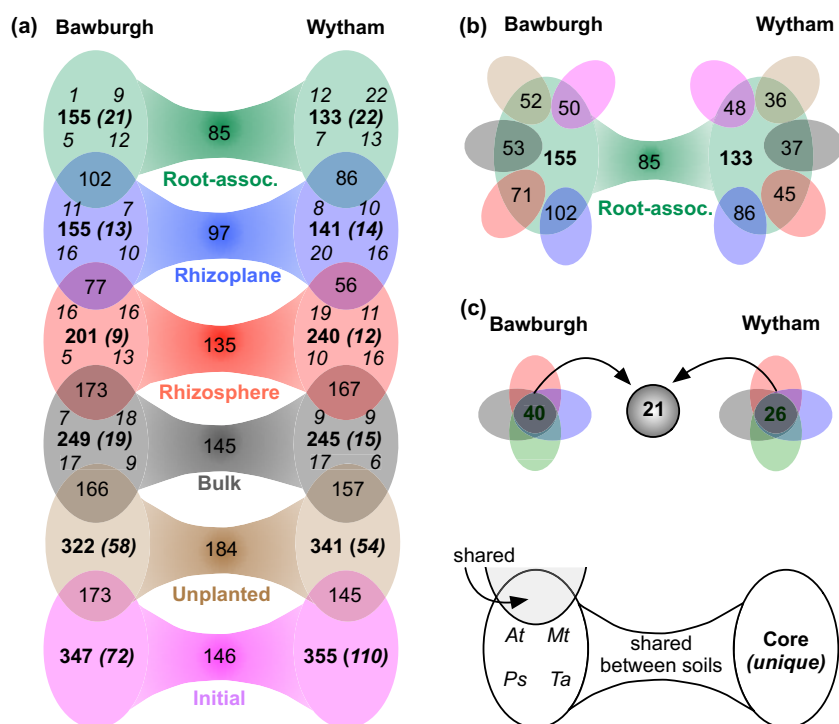 (a)
Bawburgh Wytham
1 9 12 22
155 (21) 85 133 (22)
5 12 7 13
Root-assoc.
102 86
11 7 8 10
155 (13) 97 141 (14)
16 10 20 16
Rhizoplane
77 56
16 16 19 11
201 (9) 135 240 (12)
5 13 10 16
Rhizosphere
173 167
7 18 9 9
249 (19) 145 245 (15)
17 9 17 6
Bulk
166 157
322 (58) 184 341 (54)
Unplanted
173 145
347 (72) 146 355 (110)
Initial
(b)
Bawburgh Wytham
52 50 48 36
53 155 85 133 37
Root-assoc.
71 102 86 45
(c)
Bawburgh Wytham
40 21 26
shared
At Mt
Ps Ta
shared
between soils
Core
(unique)